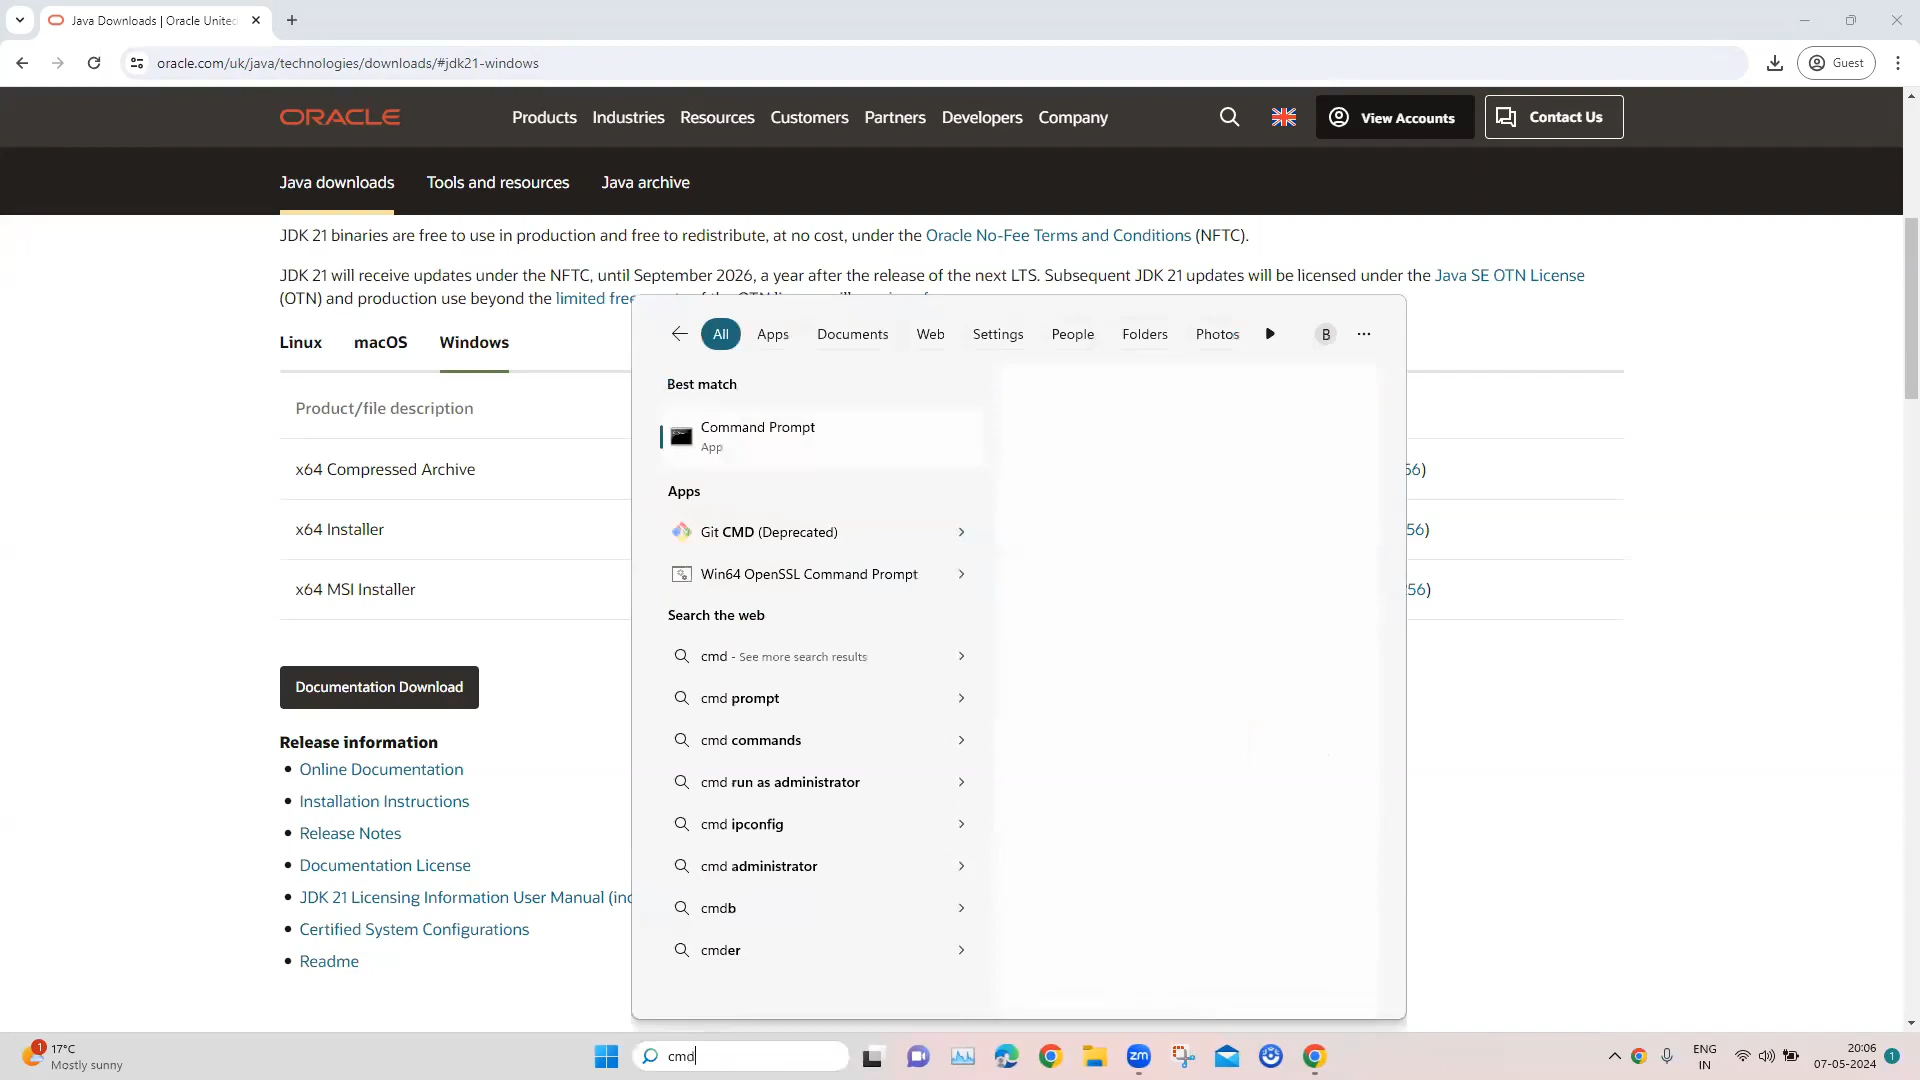 Java Downloads | Oracle United
oracle.com/uk/java/technologies/downloads/#jdk21-windows
Guest
ORACLE
Products Industries Resources Customers Partners Developers Company
View Accounts
Contact Us
Java downloads Tools and resources Java archive
JDK 21 binaries are free to use in production and free to redistribute, at no cost, under the Oracle No-Fee Terms and Conditions (NFTC).
JDK 21 will receive updates under the NFTC, until September 2026, a year after the release of the next LTS. Subsequent JDK 21 updates will be licensed under the Java SE OTN License
(OTN) and production use beyond the limited free
Linux macOS Windows
Product/file description
x64 Compressed Archive
56)
x64 Installer
56)
x64 MSI Installer
56)
Documentation Download
Release information
Online Documentation
Installation Instructions
Release Notes
Documentation License
JDK 21 Licensing Information User Manual (inc
Certified System Configurations
Readme
All Apps Documents Web Settings People Folders Photos
B
Best match
Command Prompt
App
Apps
Git CMD (Deprecated)
Win64 OpenSSL Command Prompt
Search the web
cmd - See more search results
cmd prompt
cmd commands
cmd run as administrator
cmd ipconfig
cmd administrator
cmdb
cmder
1
17°C
Mostly sunny
cmd
zm
ENG
IN
20:06
07-05-2024
1